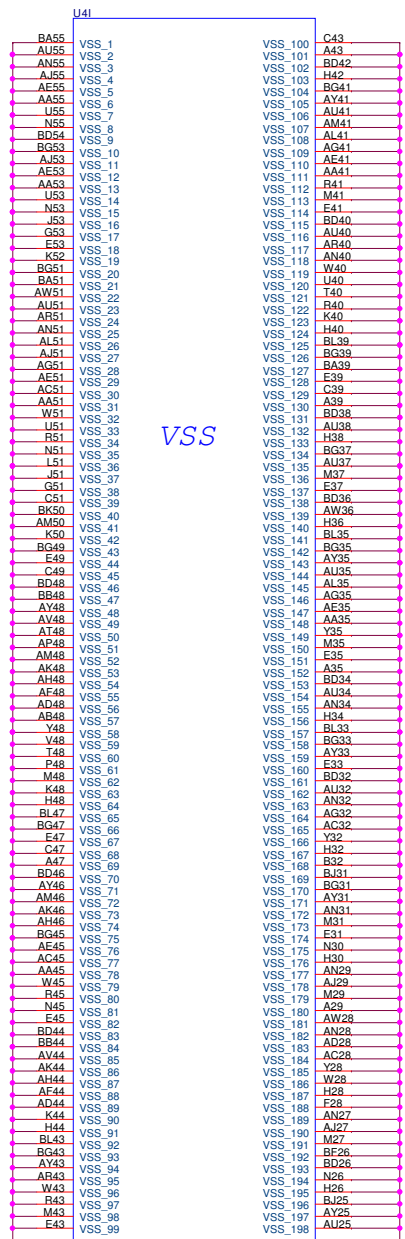 U4I
BA55 VSS_1 VSS_100 C43
AU55 VSS_2 VSS_101 A43
AN55 VSS_3 VSS_102 BD42
AJ55 VSS_4 VSS_103 H42
AE55 VSS_5 VSS_104 BG41
AA55 VSS_6 VSS_105 AY41
U55 VSS_7 VSS_106 AU41
N55 VSS_8 VSS_107 AM41
BD54 VSS_9 VSS_108 AL41
BG53 VSS_10 VSS_109 AG41
AJ53 VSS_11 VSS_110 AE41
AE53 VSS_12 VSS_111 AA41
AA53 VSS_13 VSS_112 R41
U53 VSS_14 VSS_113 M41
N53 VSS_15 VSS_114 E41
J53 VSS_16 VSS_115 BD40
G53 VSS_17 VSS_116 AU40
E53 VSS_18 VSS_117 AR40
K52 VSS_19 VSS_118 AN40
BG51 VSS_20 VSS_119 W40
BA51 VSS_21 VSS_120 U40
AW51 VSS_22 VSS_121 T40
AU51 VSS_23 VSS_122 R40
AR51 VSS_24 VSS_123 K40
AN51 VSS_25 VSS_124 H40
AL51 VSS_26 VSS_125 BL39
AJ51 VSS_27 VSS_126 BG39
AG51 VSS_28 VSS_127 BA39
AE51 VSS_29 VSS_128 E39
AC51 VSS_30 VSS_129 C39
AA51 VSS_31 VSS_130 A39
W51 VSS_32 VSS_131 BD38
U51 VSS_33 VSS_132 AU38
VSS
R51 VSS_34 VSS_133 H38
N51 VSS_35 VSS_134 BG37
L51 VSS_36 VSS_135 AU37
J51 VSS_37 VSS_136 M37
G51 VSS_38 VSS_137 E37
C51 VSS_39 VSS_138 BD36
BK50 VSS_40 VSS_139 AW36
AM50 VSS_41 VSS_140 H36
K50 VSS_42 VSS_141 BL35
BG49 VSS_43 VSS_142 BG35
E49 VSS_44 VSS_143 AY35
C49 VSS_45 VSS_144 AU35
BD48 VSS_46 VSS_145 AL35
BB48 VSS_47 VSS_146 AG35
AY48 VSS_48 VSS_147 AE35
AV48 VSS_49 VSS_148 AA35
AT48 VSS_50 VSS_149 Y35
AP48 VSS_51 VSS_150 M35
AM48 VSS_52 VSS_151 E35
AK48 VSS_53 VSS_152 A35
AH48 VSS_54 VSS_153 BD34
AF48 VSS_55 VSS_154 AU34
AD48 VSS_56 VSS_155 AN34
AB48 VSS_57 VSS_156 H34
Y48 VSS_58 VSS_157 BL33
V48 VSS_59 VSS_158 BG33
T48 VSS_60 VSS_159 AY33
P48 VSS_61 VSS_160 E33
M48 VSS_62 VSS_161 BD32
K48 VSS_63 VSS_162 AU32
H48 VSS_64 VSS_163 AN32
BL47 VSS_65 VSS_164 AG32
BG47 VSS_66 VSS_165 AC32
E47 VSS_67 VSS_166 Y32
C47 VSS_68 VSS_167 H32
A47 VSS_69 VSS_168 B32
BD46 VSS_70 VSS_169 BJ31
AY46 VSS_71 VSS_170 BG31
AM46 VSS_72 VSS_171 AY31
AK46 VSS_73 VSS_172 AN31
AH46 VSS_74 VSS_173 M31
BG45 VSS_75 VSS_174 E31
AE45 VSS_76 VSS_175 N30
AC45 VSS_77 VSS_176 H30
AA45 VSS_78 VSS_177 AN29
W45 VSS_79 VSS_178 AJ29
R45 VSS_80 VSS_179 M29
N45 VSS_81 VSS_180 A29
E45 VSS_82 VSS_181 AW28
BD44 VSS_83 VSS_182 AN28
BB44 VSS_84 VSS_183 AD28
AV44 VSS_85 VSS_184 AC28
AK44 VSS_86 VSS_185 Y28
AH44 VSS_87 VSS_186 W28
AF44 VSS_88 VSS_187 H28
AD44 VSS_89 VSS_188 F28
K44 VSS_90 VSS_189 AN27
H44 VSS_91 VSS_190 AJ27
BL43 VSS_92 VSS_191 M27
BG43 VSS_93 VSS_192 BF26
AY43 VSS_94 VSS_193 BD26
AR43 VSS_95 VSS_194 N26
W43 VSS_96 VSS_195 H26
R43 VSS_97 VSS_196 BJ25
M43 VSS_98 VSS_197 AY25
E43 VSS_99 VSS_198 AU25